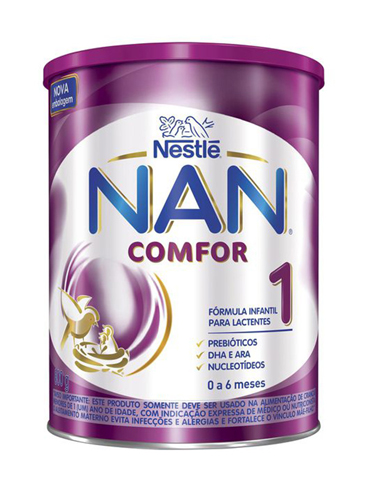 NOVA
embalagem
Nestlé
NAN®
COMFOR
1
FÓRMULA INFANTIL
PARA LACTENTES
PREBIÓTICOS
DHA E ARA
NUCLEOTÍDEOS
0 a 6 meses
IMPORTANTE: ESTE PRODUTO SOMENTE DEVE SER USADO NA ALIMENTAÇÃO DE
DE 1 (UM) ANO DE IDADE, COM INDICAÇÃO EXPRESSA DE MÉDICO OU
MATERNO EVITA INFECÇÕES E ALERGIAS E FORTALECE O VÍNCULO